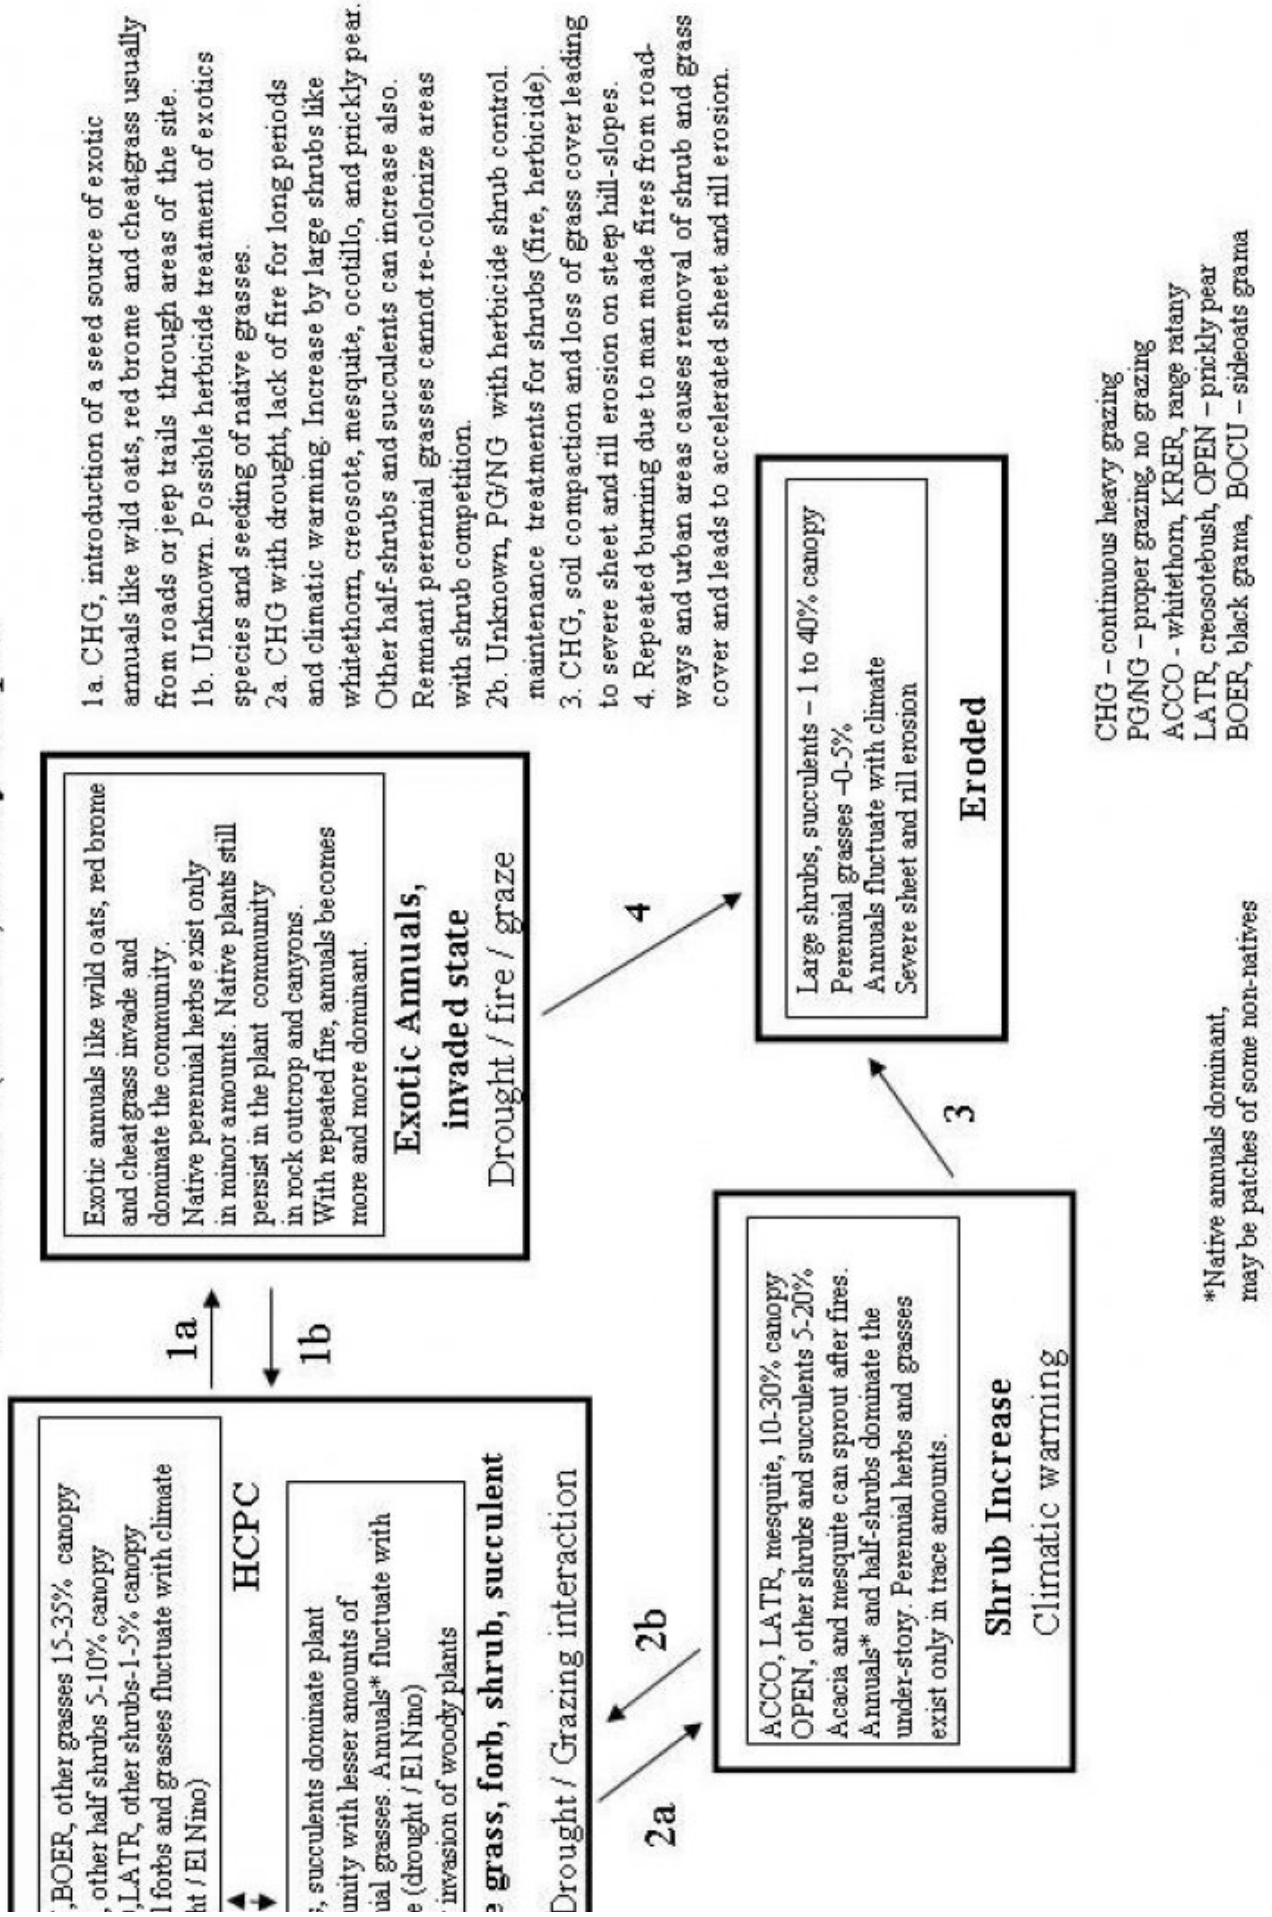 ,BOER, other grasses 15-35% canopy
, other half shrubs 5-10% canopy
,LATR, other shrubs-1-5% canopy
l forbs and grasses fluctuate with climate
ht / El Nino)
HCPC
s, succulents dominate plant
unity with lesser amounts of
nial grasses. Annuals* fluctuate with
e (drought / El Nino)
invasion of woody plants
e grass, forb, shrub, succulent
Drought / Grazing interaction
1a
1b
Exotic annuals like wild oats, red brome
and cheatgrass invade and
dominate the community.
Native perennial herbs exist only
in minor amounts. Native plants still
persist in the plant community
in rock outcrop and canyons.
With repeated fire, annuals becomes
more and more dominant.
Exotic Annuals,
invaded state
Drought / fire / graze
2a
2b
ACCO, LATR, mesquite, 10-30% canopy
OPEN, other shrubs and succulents 5-20%
Acacia and mesquite can sprout after fires.
Annuals* and half-shrubs dominate the
under-story. Perennial herbs and grasses
exist only in trace amounts.
Shrub Increase
Climatic warming
3
4
Large shrubs, succulents – 1 to 40% canopy
Perennial grasses –0-5%
Annuals fluctuate with climate
Severe sheet and rill erosion
Eroded
1a. CHG, introduction of a seed source of exotic
annuals like wild oats, red brome and cheatgrass usually
from roads or jeep trails through areas of the site.
1b. Unknown. Possible herbicide treatment of exotics
species and seeding of native grasses.
2a. CHG with drought, lack of fire for long periods
and climatic warming. Increase by large shrubs like
whitethorn, creosote, mesquite, ocotillo, and prickly pear.
Other half-shrubs and succulents can increase also.
Remnant perennial grasses cannot re-colonize areas
with shrub competition.
2b. Unknown, PG/NG with herbicide shrub control.
maintenance treatments for shrubs (fire, herbicide).
3. CHG, soil compaction and loss of grass cover leading
to severe sheet and rill erosion on steep hill-slopes.
4. Repeated burning due to man made fires from road-
ways and urban areas causes removal of shrub and grass
cover and leads to accelerated sheet and rill erosion.
*Native annuals dominant,
may be patches of some non-natives
CHG – continuous heavy grazing
PG/NG – proper grazing, no grazing
ACCO - whitethorn, KRER, range ratany
LATR, creosotebush, OPEN – prickly pear
BOER, black grama, BOCU – sideoats grama